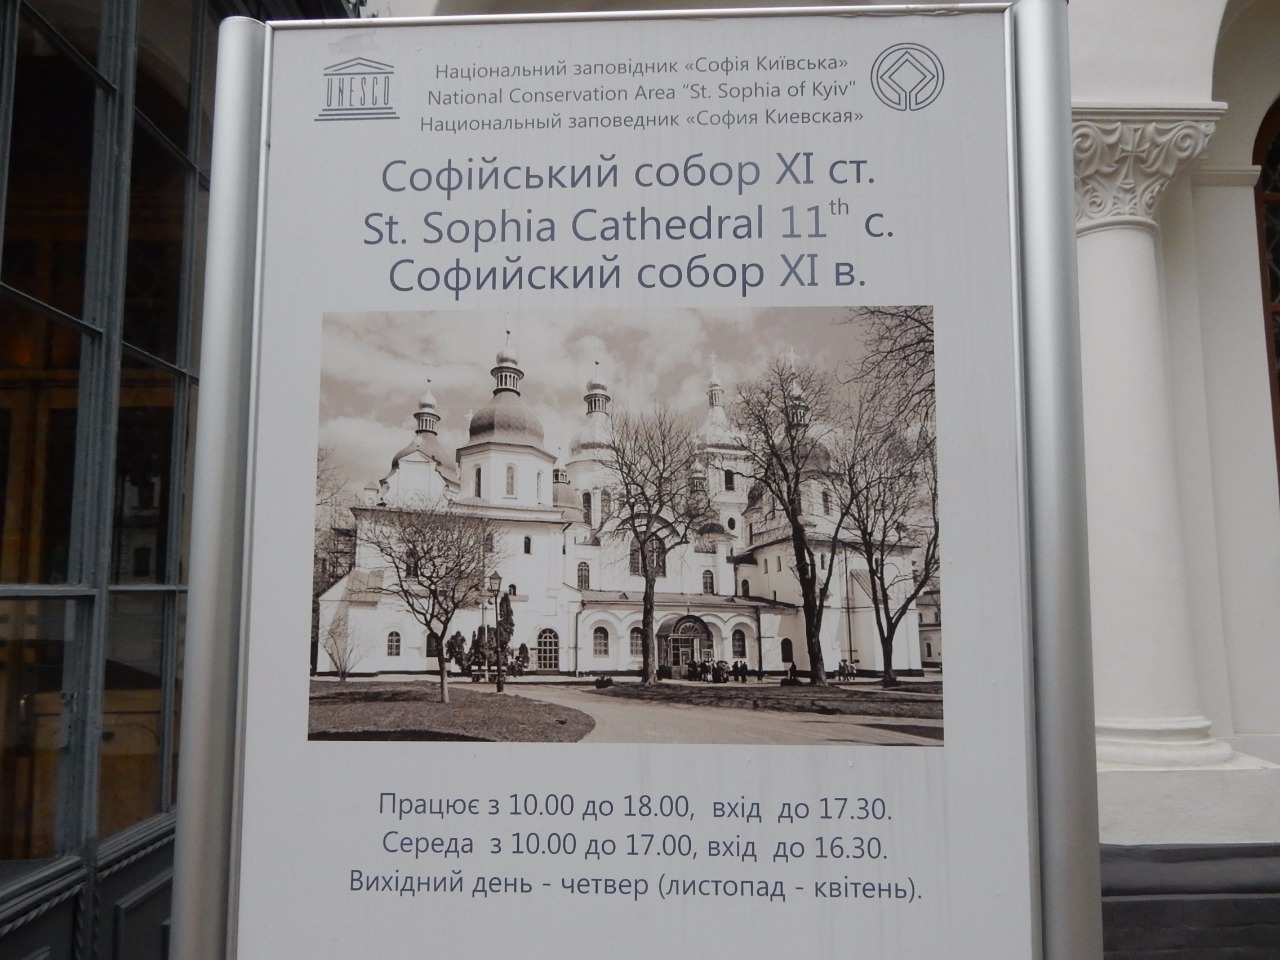 UNESCO
Національний заповідник «Софія Київська»
National Conservation Area "St. Sophia of Kyiv"
Национальный заповедник «София Киевская»
Софійський собор XI ст.
St. Sophia Cathedral 11th c.
Софийский собор XI в.
Працює з 10.00 до 18.00, вхід до 17.30.
Середа з 10.00 до 17.00, вхід до 16.30.
Вихідний день - четвер (листопад - квітень).